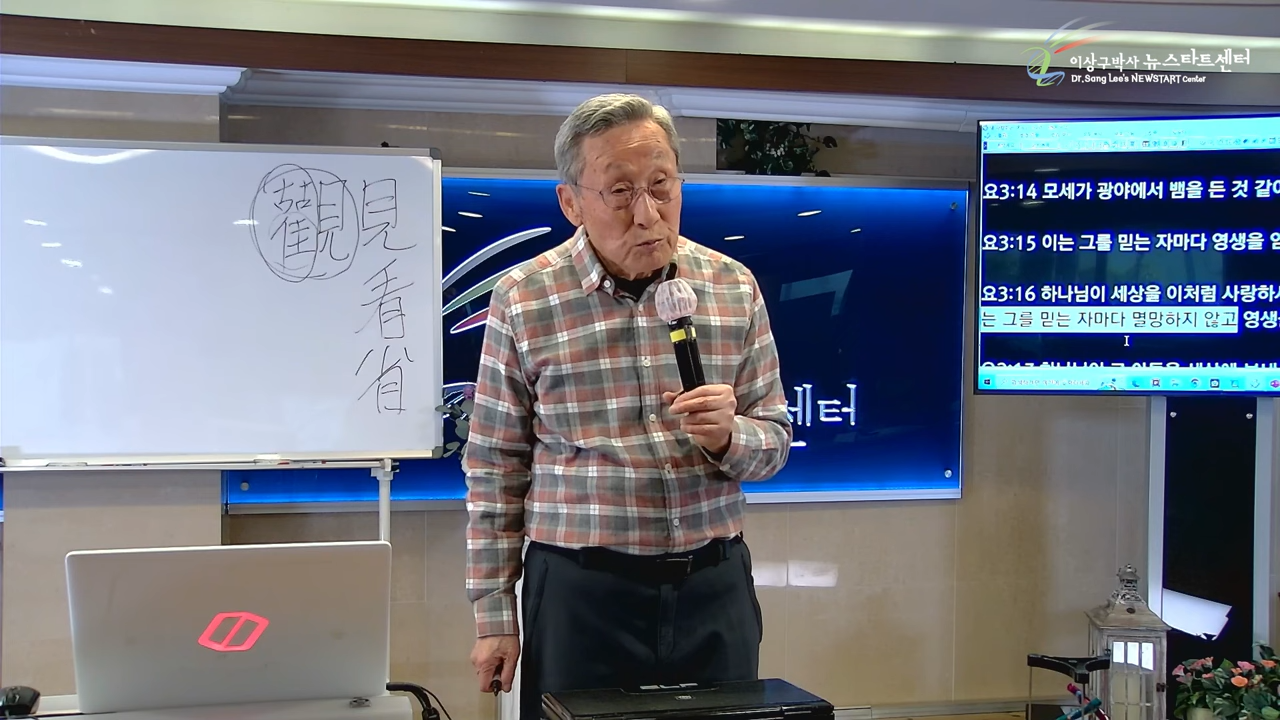 이상구박사 뉴스타트센터
Dr. Sang Lee's NEWSTART Center
觀 見
看
省
센터
요3:14 모세가 광야에서 뱀을 든 것 같이
요3:15 이는 그를 믿는 자마다 영생을
요3:16 하나님이 세상을 이처럼 사랑하사
는 그를 믿는 자마다 멸망하지 않고 영생